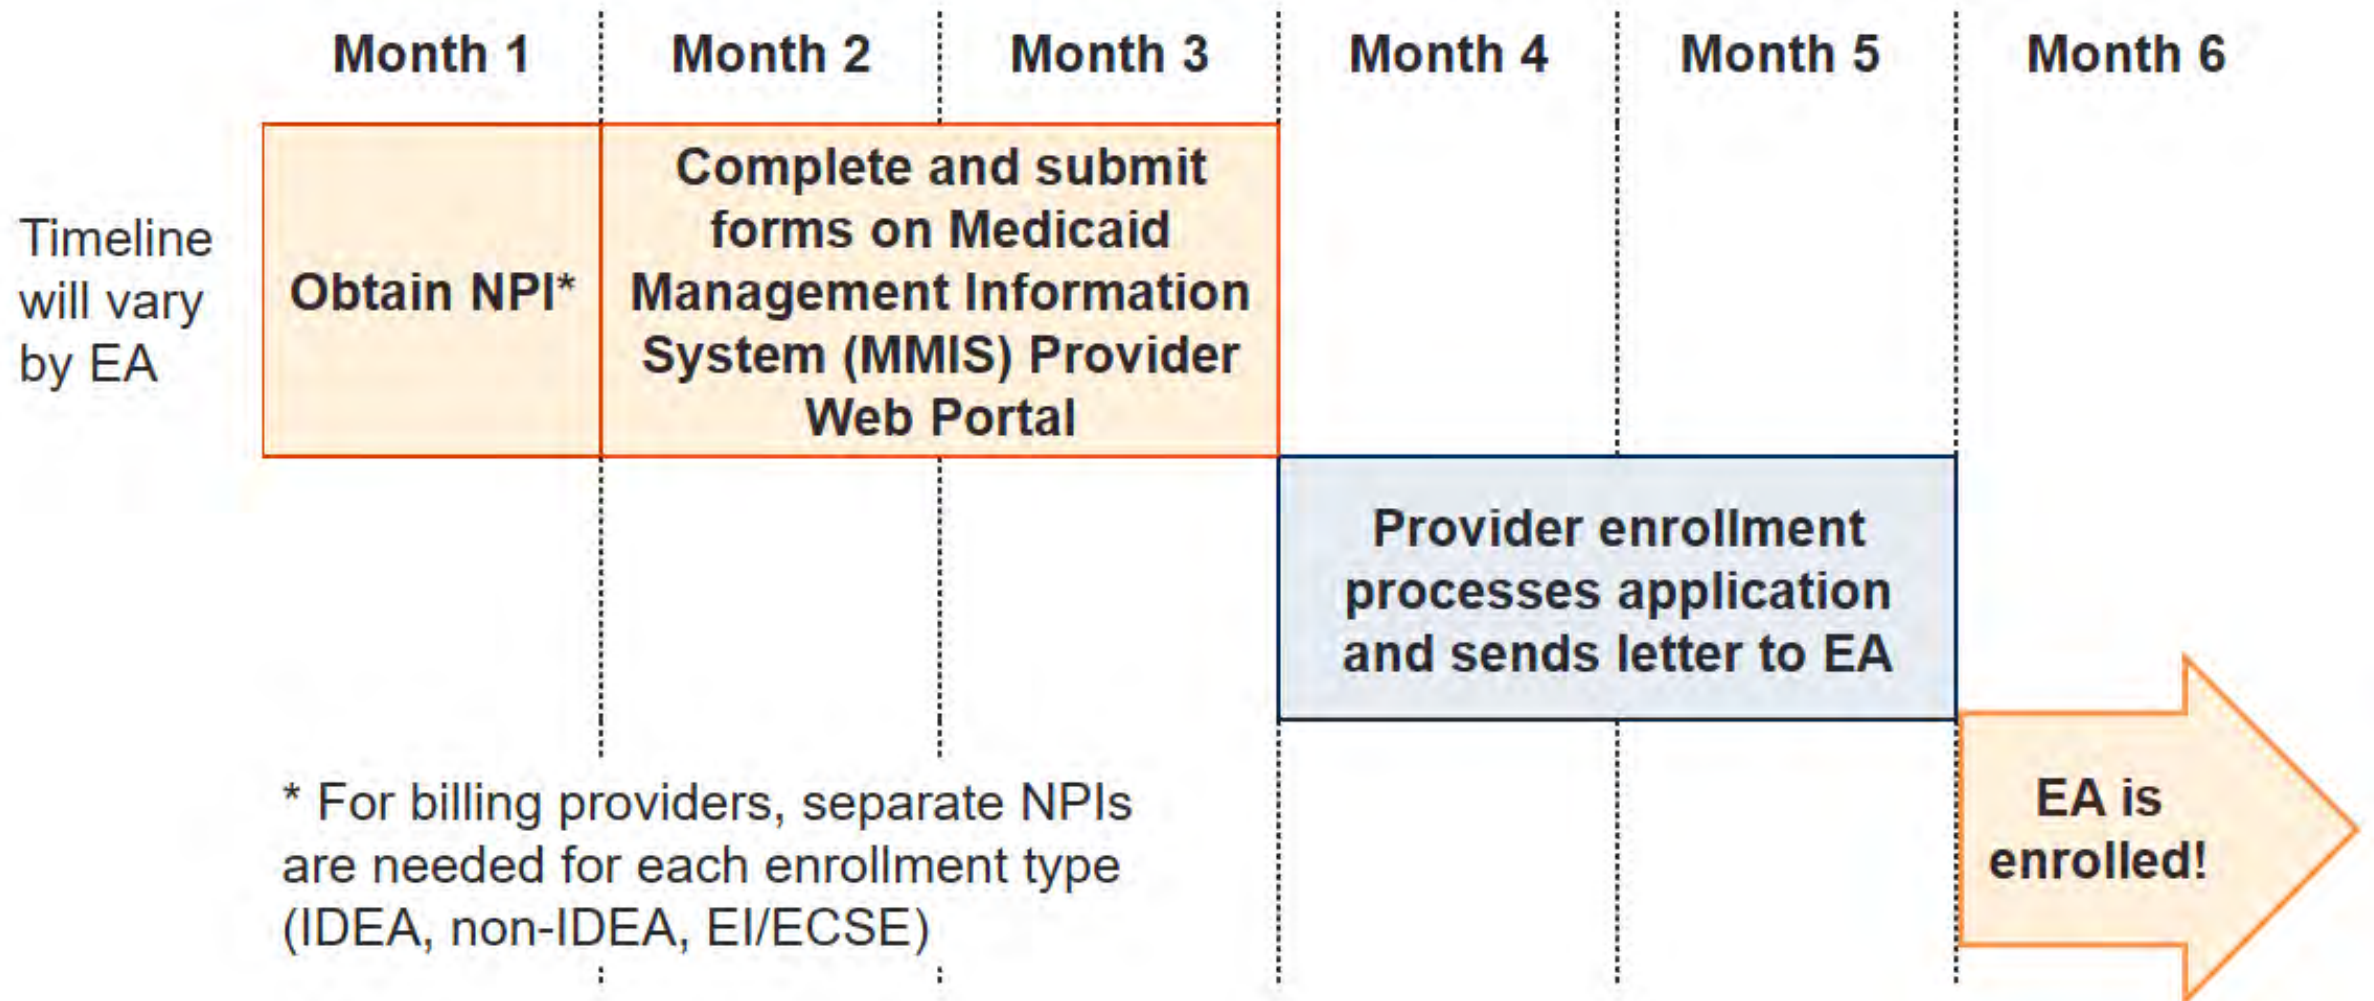 Month 1
Month 2
Month 3
Month 4
Month 5
Month 6
Timeline
will vary
by EA
Obtain NPI*
Complete and submit
forms on Medicaid
Management Information
System (MMIS) Provider
Web Portal
Provider enrollment
processes application
and sends letter to EA
EA is
enrolled!
* For billing providers, separate NPIs
are needed for each enrollment type
(IDEA, non-IDEA, EI/ECSE)